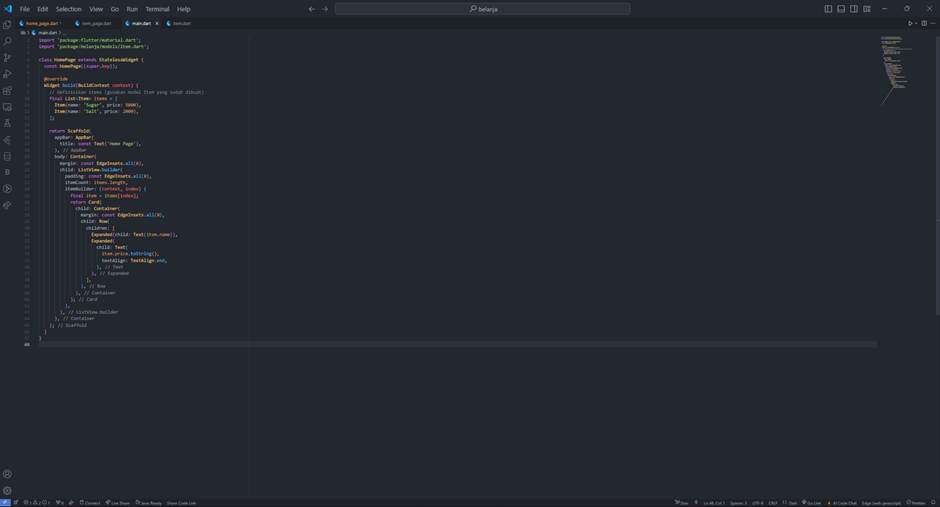 File Edit Selection View Go Run Terminal Help
belanja
home_page.dart 1 item_page.dart main.dart item.dart
lib > main.dart > ...
import 'package:flutter/material.dart';
import 'package:belanja/models/item.dart';
class HomePage extends StatelessWidget {
const HomePage({super.key});
@override
Widget build(BuildContext context) {
// Definisikan items (gunakan model Item yang sudah dibuat)
final List<Item> items = [
Item(name: 'Sugar', price: 5000),
Item(name: 'Salt', price: 2000),
];
return Scaffold(
appBar: AppBar(
title: const Text('Home Page'),
), // AppBar
body: Container(
margin: const EdgeInsets.all(8),
child: ListView.builder(
padding: const EdgeInsets.all(8),
itemCount: items.length,
itemBuilder: (context, index) {
final item = items[index];
return Card(
child: Container(
margin: const EdgeInsets.all(8),
child: Row(
children: [
Expanded(child: Text(item.name)),
Expanded(
child: Text(
item.price.toString(),
textAlign: TextAlign.end,
), // Text
), // Expanded
],
), // Row
), // Container
); // Card
},
), // ListView.builder
), // Container
); // Scaffold
}
}
48
Connect Live Share Java: Ready Share Code Link
Ln 48, Col 1 Spaces: 2 UTF-8 CRLF Dart Go Live AI Code Chat Edge (web-javascript) Prettier